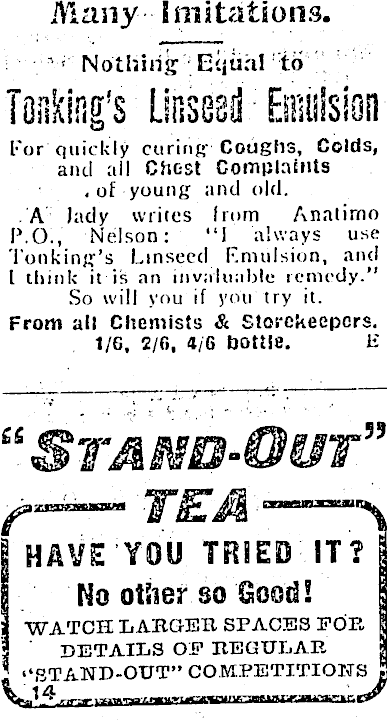 Many Imitations.
Nothing Equal to
Tonking's Linseed Emulsion
For quickly curing Coughs, Colds,
and all Chest Complaints
of young and old.
A lady writes from Anatimo
P.O., Nelson: "I always use
Tonking's Linseed Emulsion, and
I think it is an invaluable remedy."
So will you if you try it.
From all Chemists & Storekeepers.
1/6, 2/6, 4/6 bottle. E
"STAND-OUT"
TEA
HAVE YOU TRIED IT?
No other so Good!
WATCH LARGER SPACES FOR
DETAILS OF REGULAR
"STAND-OUT" COMPETITIONS
14